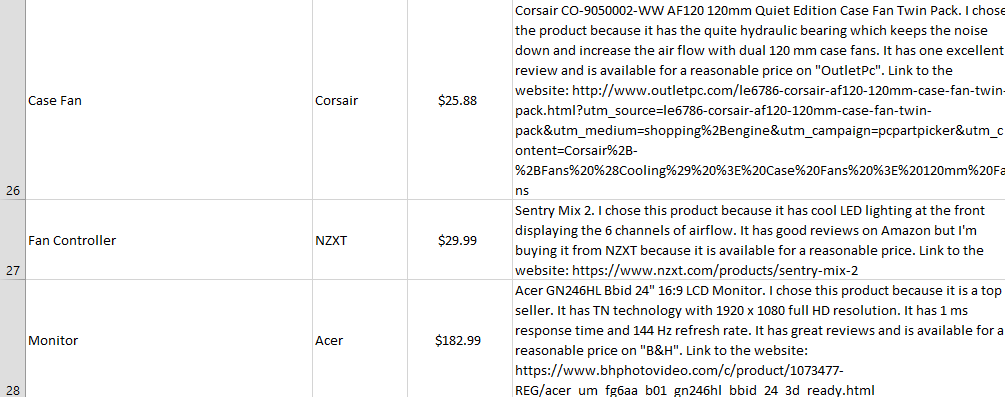 Corsair CO-9050002-WW AF120 120mm Quiet Edition Case Fan Twin Pack. I chose
the product because it has the quite hydraulic bearing which keeps the noise
down and increase the air flow with dual 120 mm case fans. It has one excellent
review and is available for a reasonable price on "OutletPc". Link to the
Case Fan Corsair $25.88 website: http://www.outletpc.com/le6786-corsair-af120-120mm-case-fan-twin-
pack.html?utm_source=le6786-corsair-af120-120mm-case-fan-twin-
pack&utm_medium=shopping%2Bengine&utm_campaign=pcpartpicker&utm_c
ontent=Corsair%2B-
%2BFans%20%28Cooling%29%20%3E%20Case%20Fans%20%3E%20120mm%20Fa
26 ns
Sentry Mix 2. I chose this product because it has cool LED lighting at the front
Fan Controller NZXT $29.99 displaying the 6 channels of airflow. It has good reviews on Amazon but I'm
buying it from NZXT because it is available for a reasonable price. Link to the
27 website: https://www.nzxt.com/products/sentry-mix-2
Acer GN246HL Bbid 24" 16:9 LCD Monitor. I chose this product because it is a top
seller. It has TN technology with 1920 x 1080 full HD resolution. It has 1 ms
Monitor Acer $182.99 response time and 144 Hz refresh rate. It has great reviews and is available for a
reasonable price on "B&H". Link to the website:
https://www.bhphotovideo.com/c/product/1073477-
28 REG/acer_um_fg6aa_b01_gn246hl_bbid_24_3d_ready.html